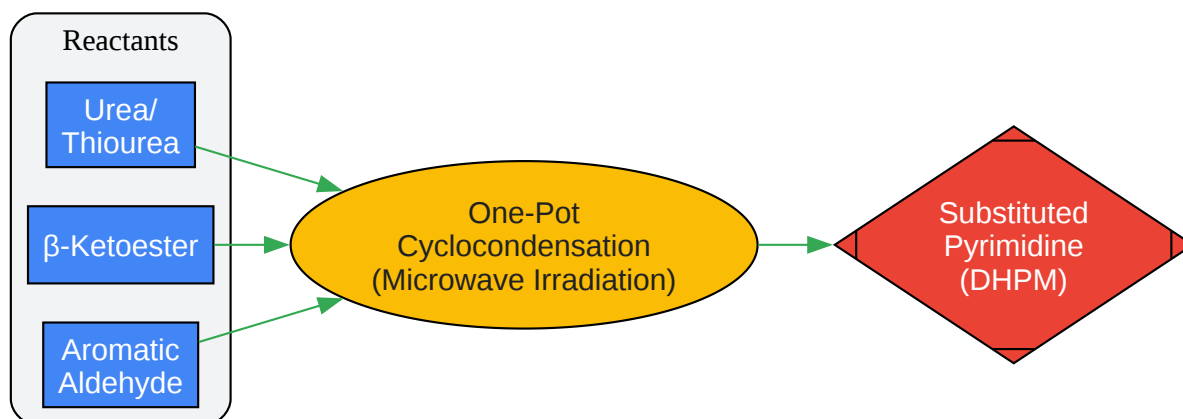 Reactants
Urea/
Thiourea
β-Ketoester
Aromatic
Aldehyde
One-Pot
Cyclocondensation
(Microwave Irradiation)
Substituted
Pyrimidine
(DHPM)